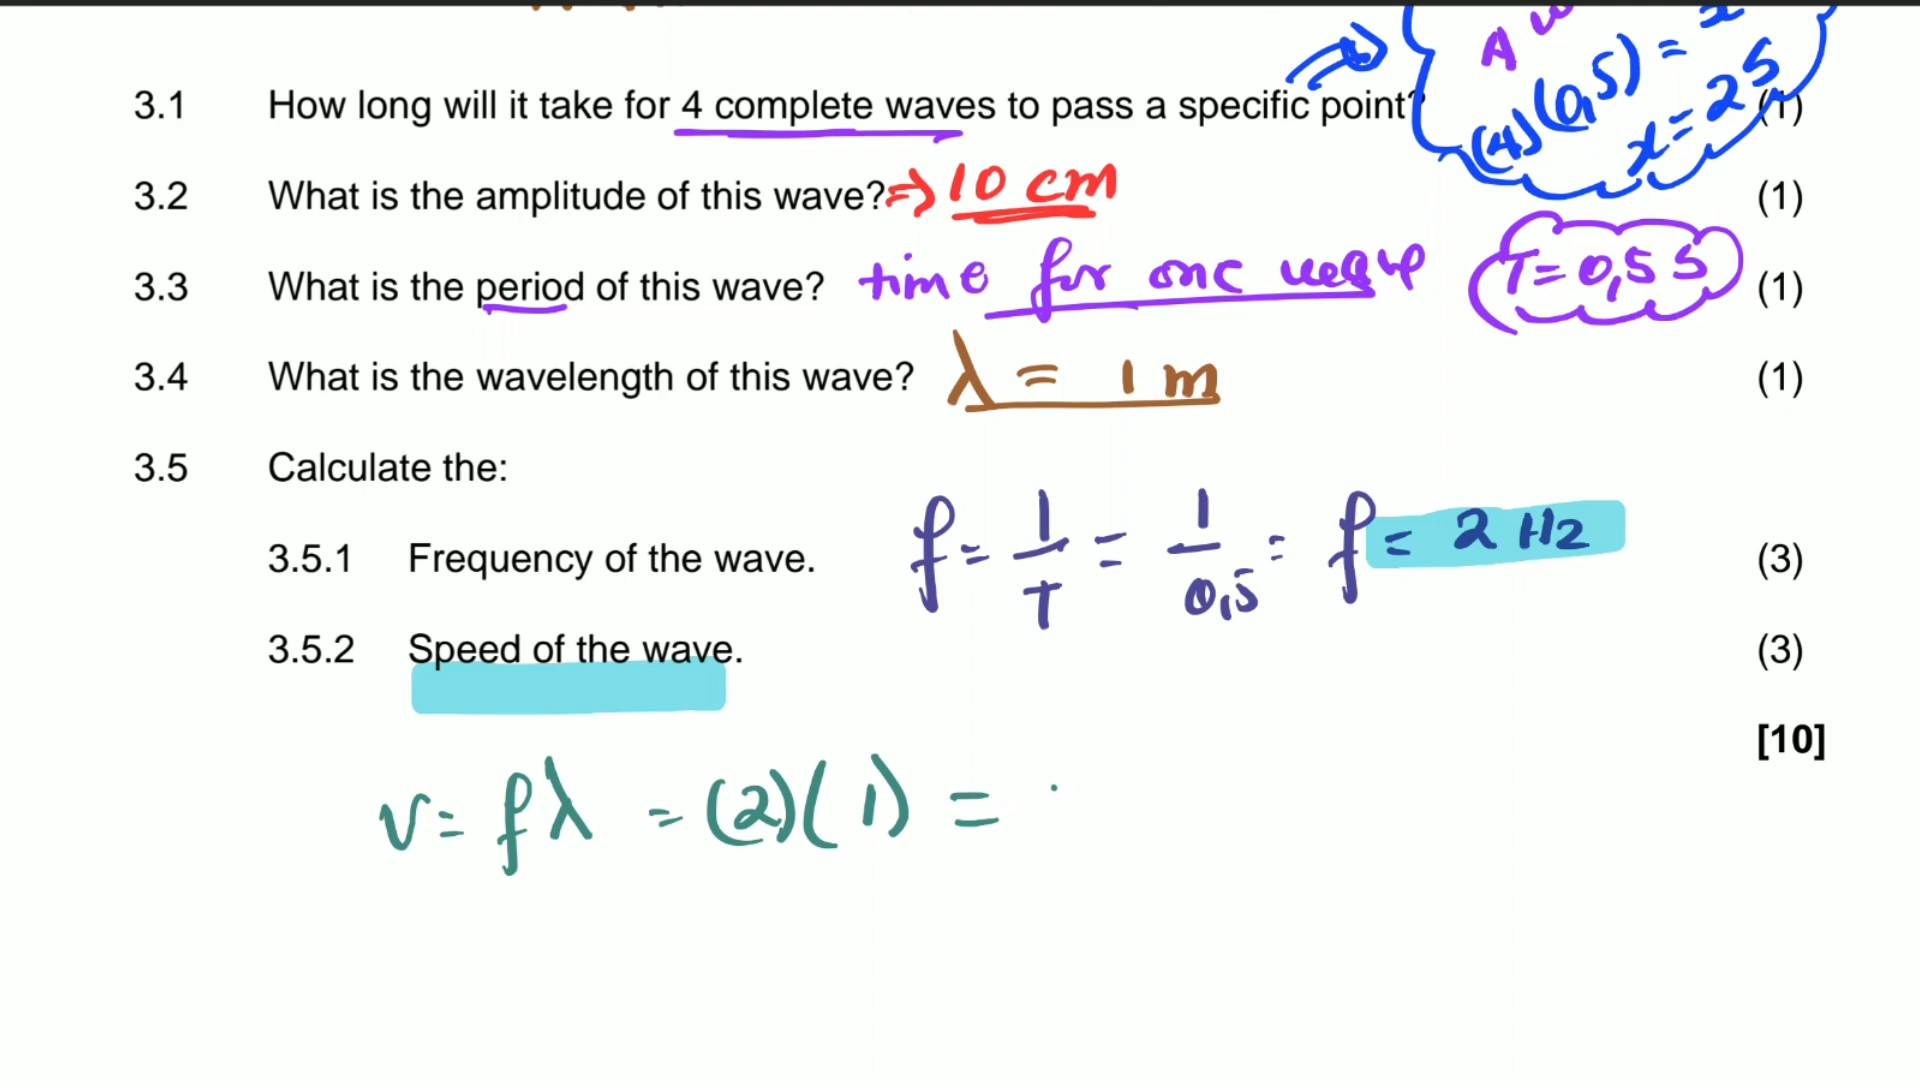 A
(4)(0,5) = x
x = 2 s
3.1 How long will it take for 4 complete waves to pass a specific point? (1)
3.2 What is the amplitude of this wave? => 10 cm (1)
3.3 What is the period of this wave? time for one wave T = 0,5 s (1)
3.4 What is the wavelength of this wave? λ = 1 m (1)
3.5 Calculate the:
3.5.1 Frequency of the wave. f = 1/T = 1/0,5 = f = 2 Hz (3)
3.5.2 Speed of the wave. (3)
[10]
v = fλ = (2)(1) =